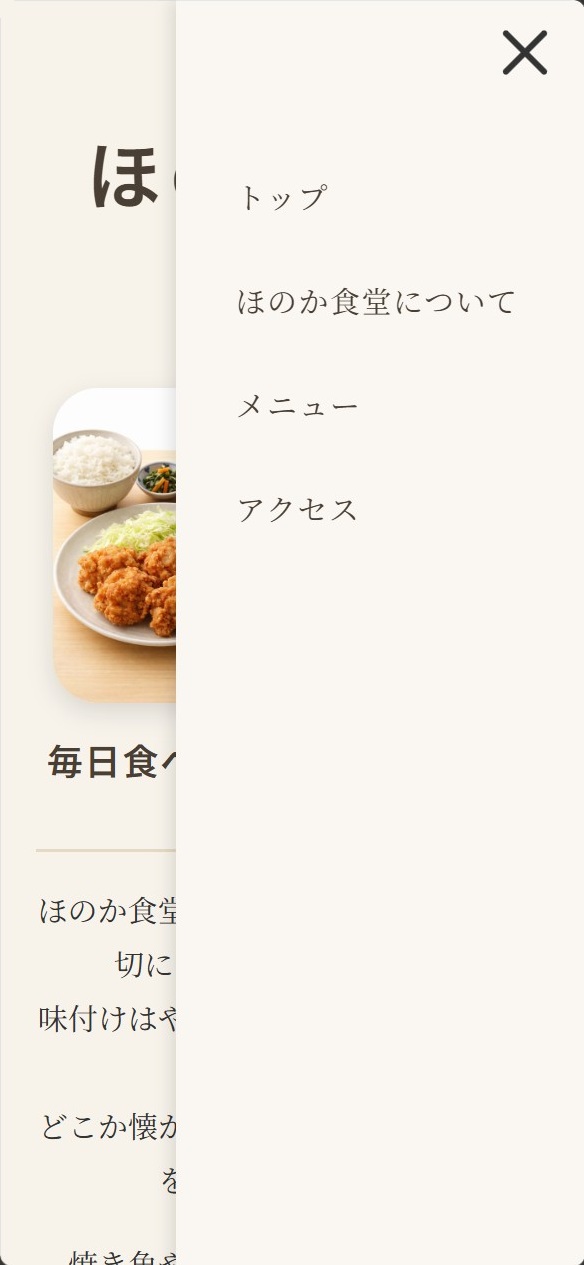 トップ
ほのか食堂について
メニュー
アクセス
ほ
毎日食べ
ほのか食堂
切に
味付けはや
どこか懐か
を
焼き魚や